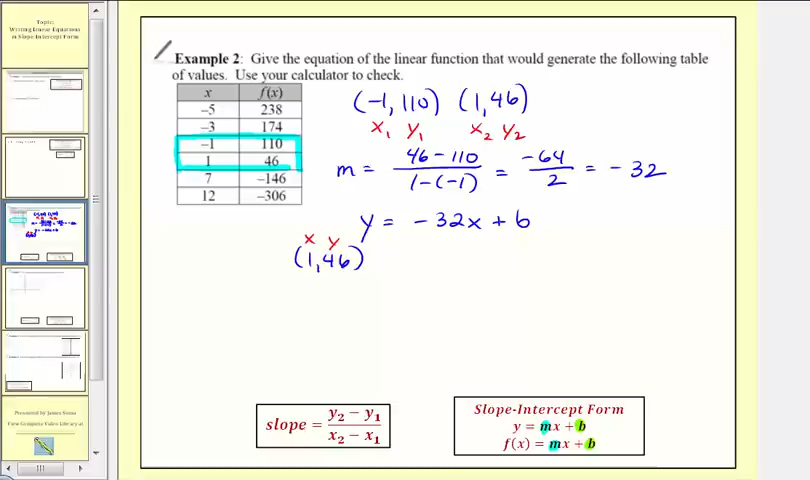 Topic:
Writing Linear Equations
in Slope-Intercept Form
Example 2: Give the equation of the linear function that would generate the following table
of values. Use your calculator to check.
x f(x)
–5 238
–3 174
–1 110
1 46
7 –146
12 –306
(-1, 110) (1, 46)
x₁ y₁ x₂ y₂
m = 46 - 110 / 1 - (-1) = -64 / 2 = - 32
y = - 32x + b
x y
(1, 46)
slope = y₂ − y₁ / x₂ − x₁
Slope-Intercept Form
y = mx + b
f(x) = mx + b
Presented by James Sousa